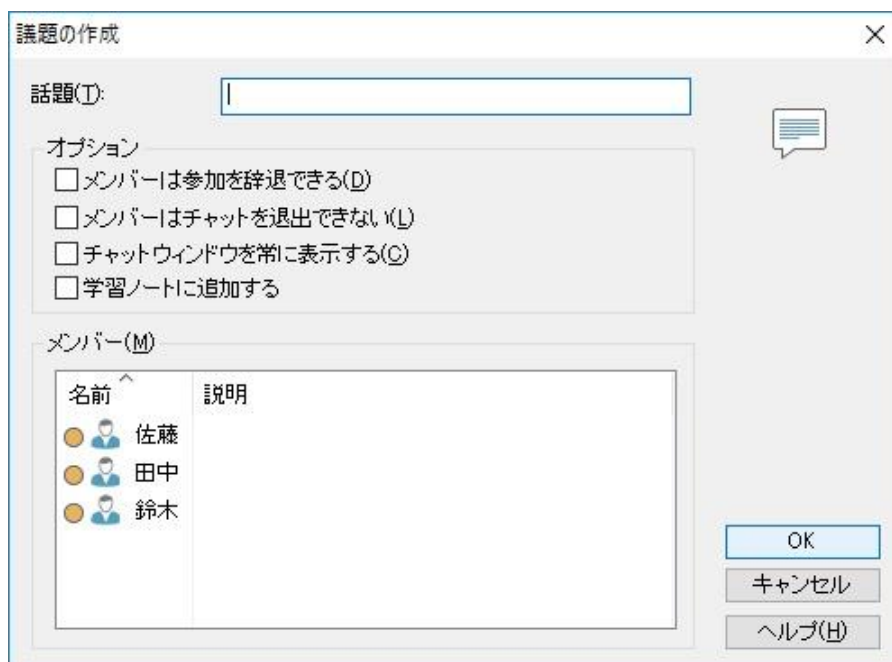 議題の作成
話題(T):
オプション
メンバーは参加を辞退できる(D)
メンバーはチャットを退出できない(L)
チャットウィンドウを常に表示する(C)
学習ノートに追加する
メンバー(M)
名前 説明
佐藤
田中
鈴木
OK
キャンセル
ヘルプ(H)